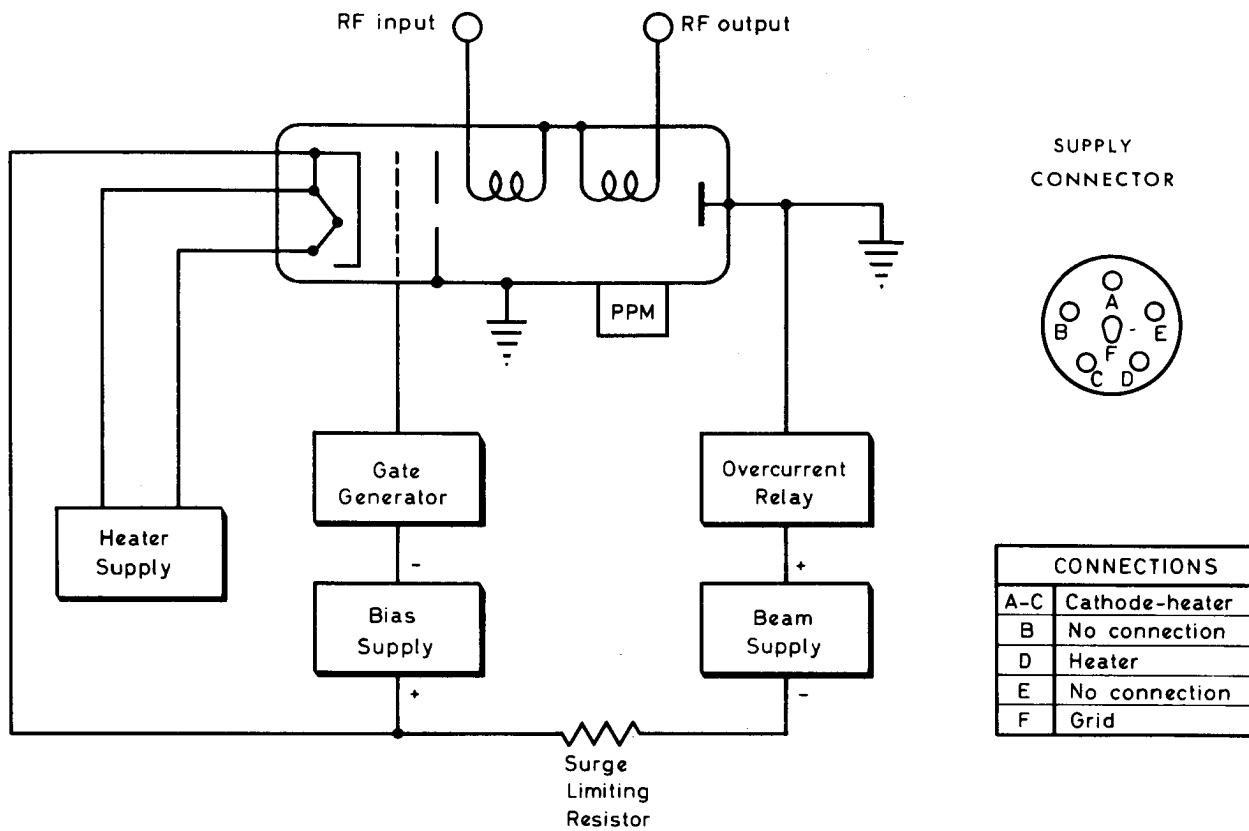 RF input
RF output
PPM
Gate
Generator
Overcurrent
Relay
Heater
Supply
-
+
Bias
Supply
Beam
Supply
+
-
Surge
Limiting
Resistor
SUPPLY
CONNECTOR
A
B
E
F
C
D
CONNECTIONS
A-C Cathode-heater
B No connection
D Heater
E No connection
F Grid